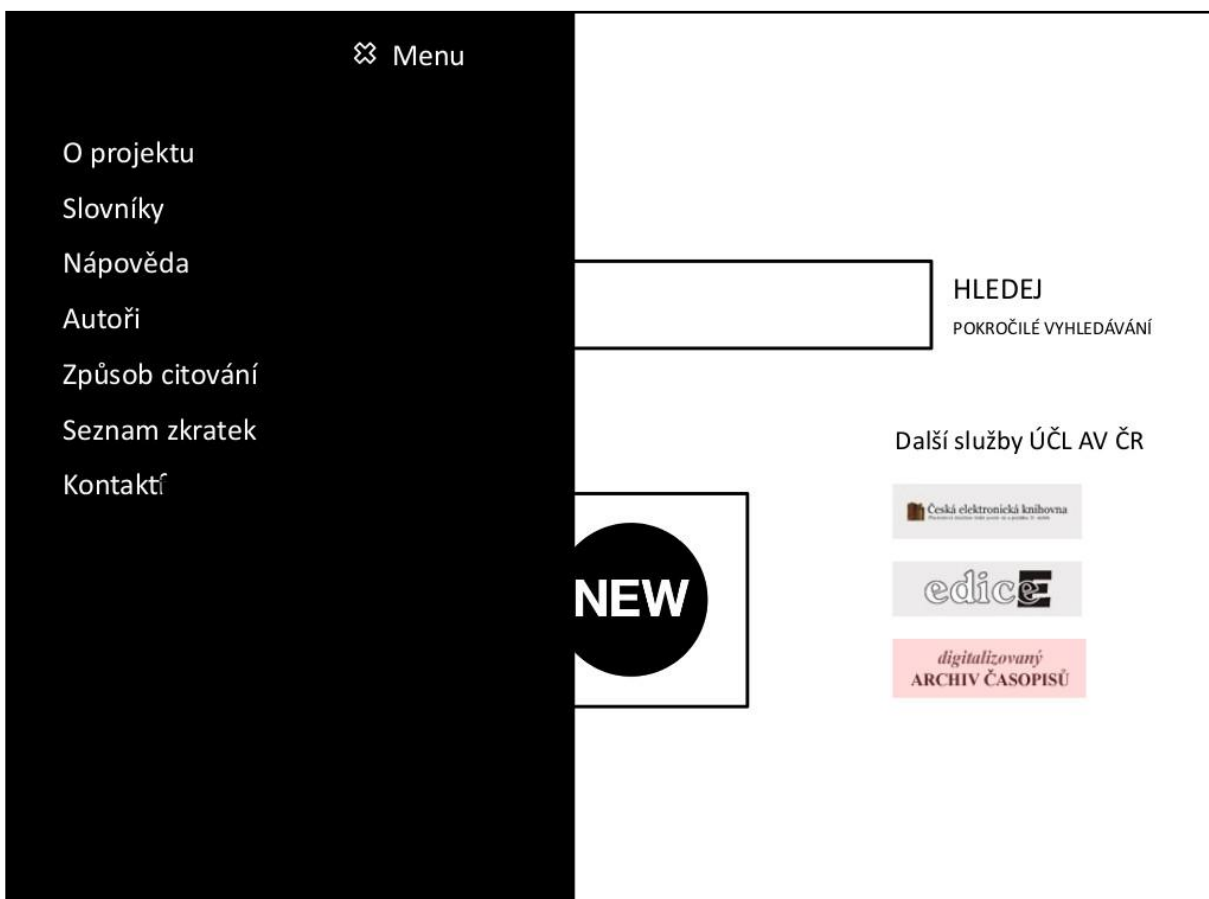 Menu
O projektu
Slovníky
Nápověda
Autoři
Způsob citování
Seznam zkratek
HLEDEJ
POKROČILÉ VYHLEDÁVÁNÍ
NEW
Další služby ÚČL AV ČR
Česká elektronická knihovna
edicE
digitalizovaný
ARCHIV ČASOPISŮ